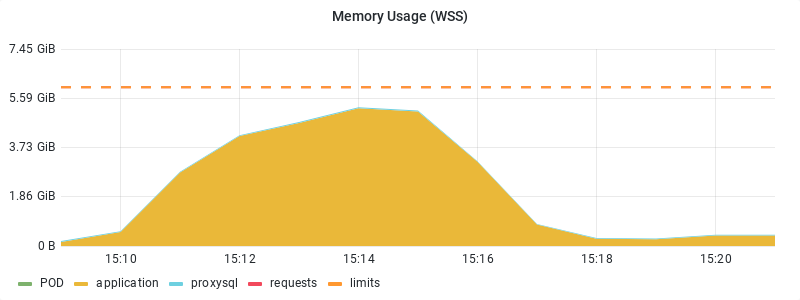 Memory Usage (WSS)
7.45 GiB
5.59 GiB
3.73 GiB
1.86 GiB
0 B
15:10 15:12 15:14 15:16 15:18 15:20
POD application proxysql requests limits